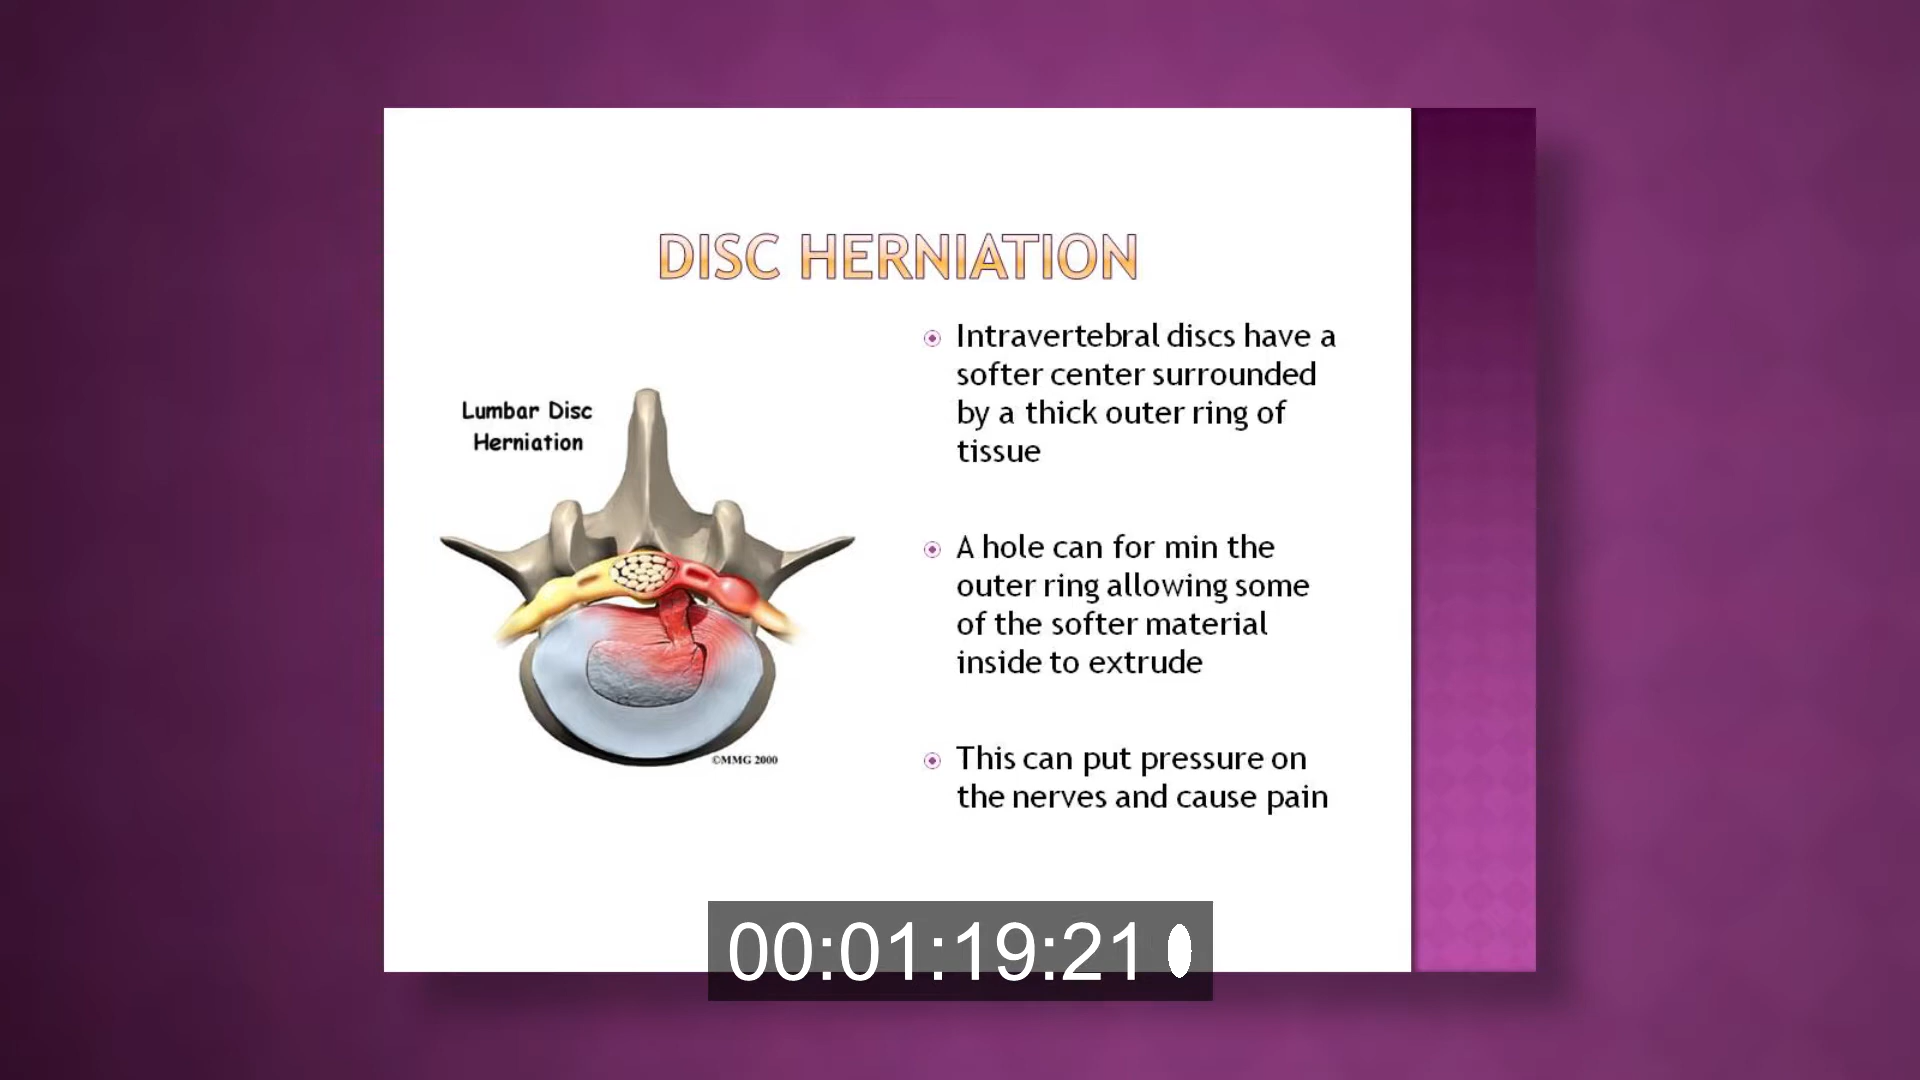 DISC HERNIATION
Lumbar Disc
Herniation
©MMG 2000
Intravertebral discs have a
softer center surrounded
by a thick outer ring of
tissue
A hole can for min the
outer ring allowing some
of the softer material
inside to extrude
This can put pressure on
the nerves and cause pain
00:01:19:21